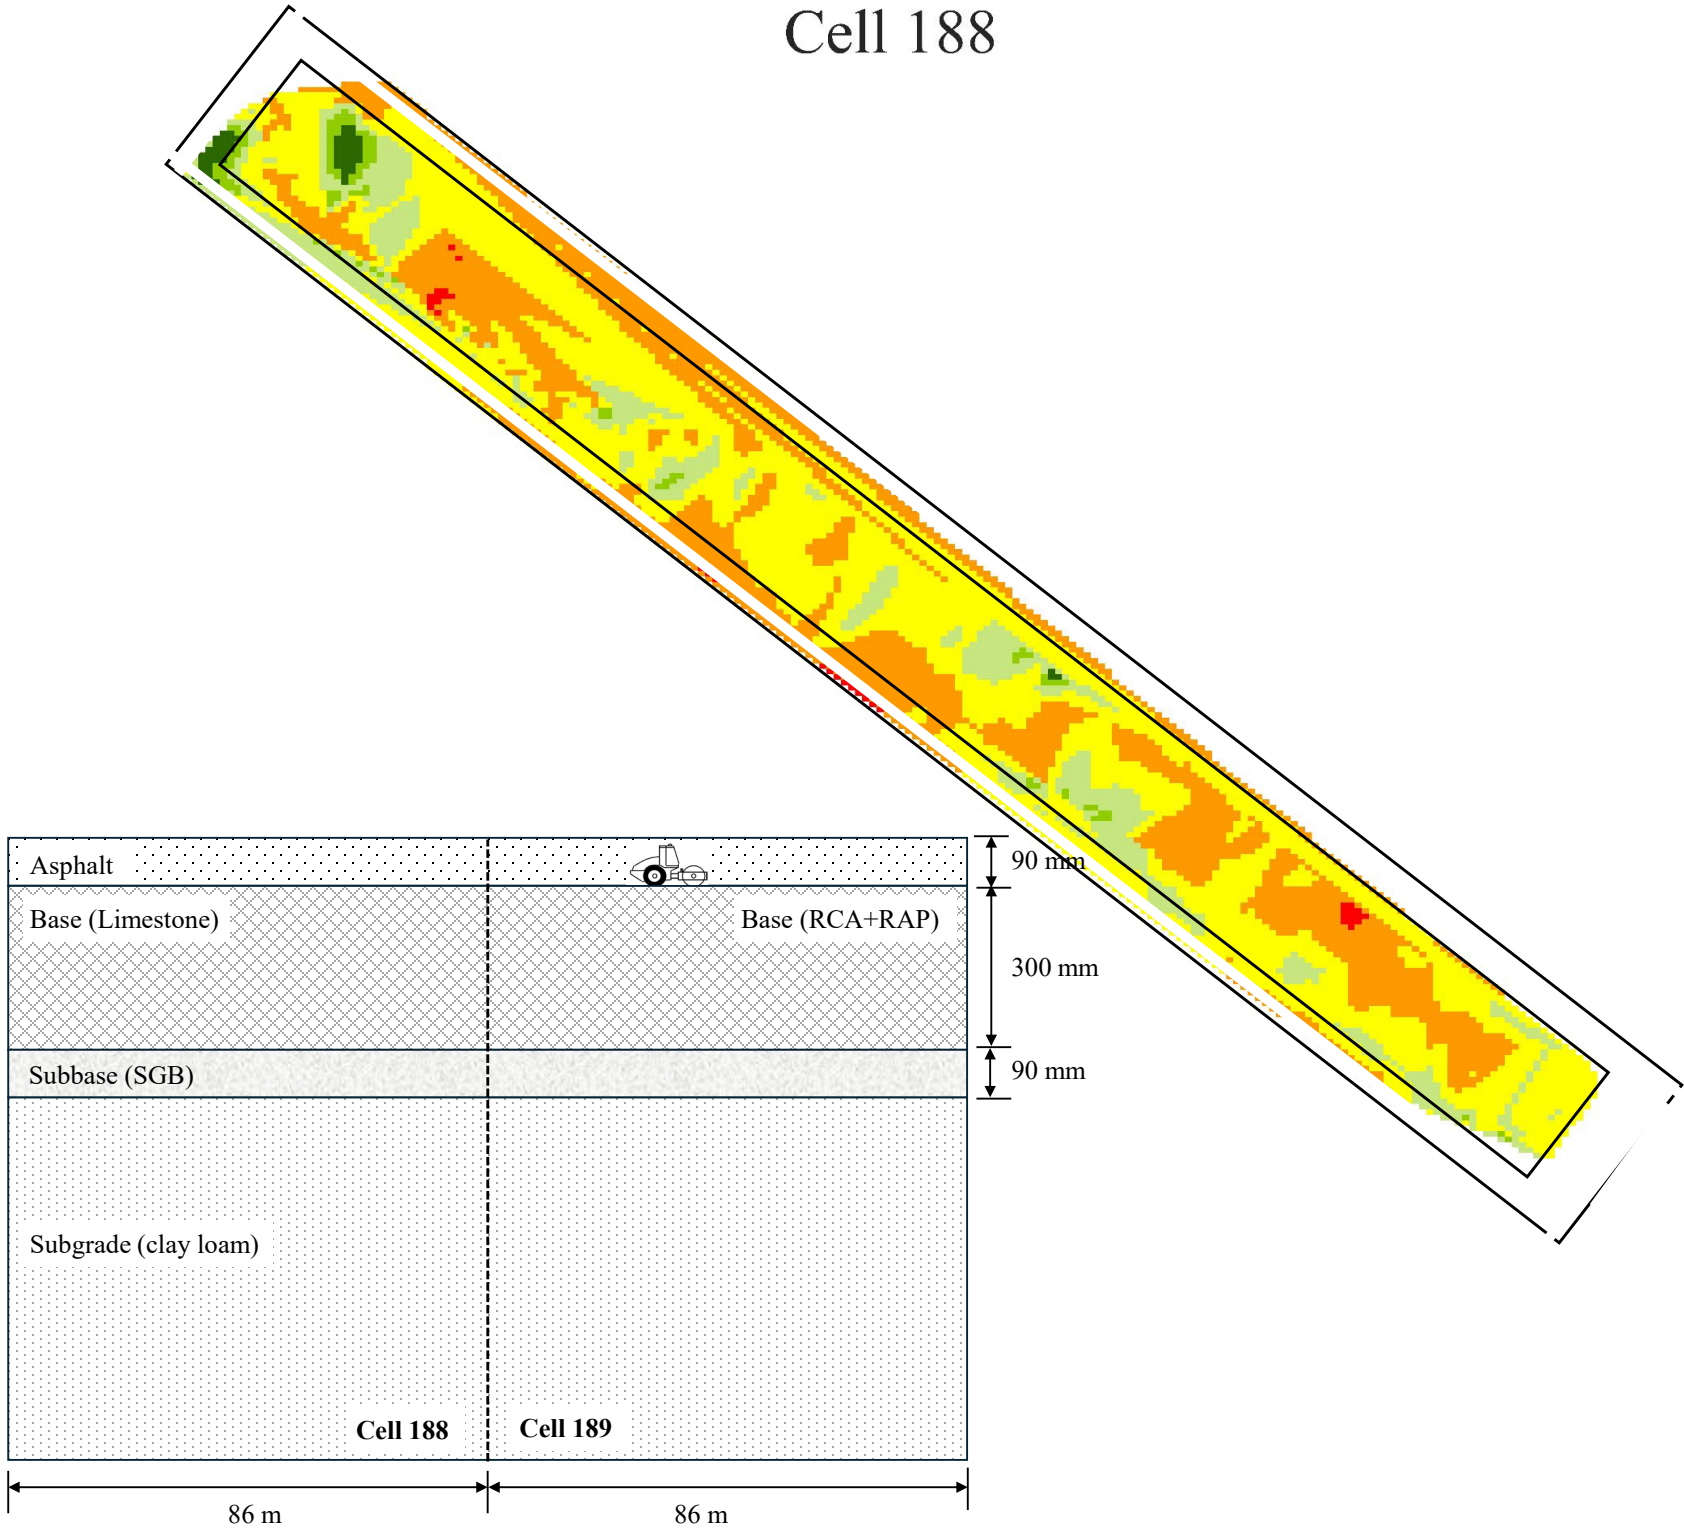 Cell 188
Asphalt
90 mm
Base (Limestone)
Base (RCA+RAP)
300 mm
Subbase (SGB)
90 mm
Subgrade (clay loam)
Cell 188
Cell 189
86 m
86 m